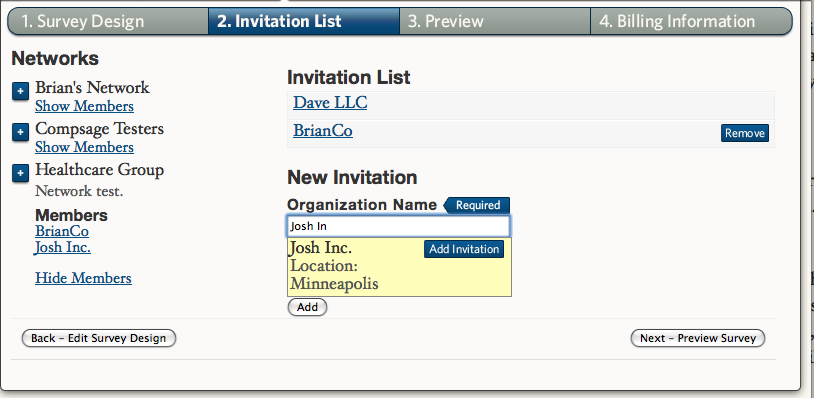 1. Survey Design
2. Invitation List
3. Preview
4. Billing Information
Networks
+ Brian's Network
Show Members
+ Compsage Testers
Show Members
+ Healthcare Group
Network test.
Members
BrianCo
Josh Inc.
Hide Members
Invitation List
Dave LLC
BrianCo
Remove
New Invitation
Organization Name
Required
Josh In
Josh Inc.
Add Invitation
Location:
Minneapolis
Add
Back - Edit Survey Design
Next - Preview Survey